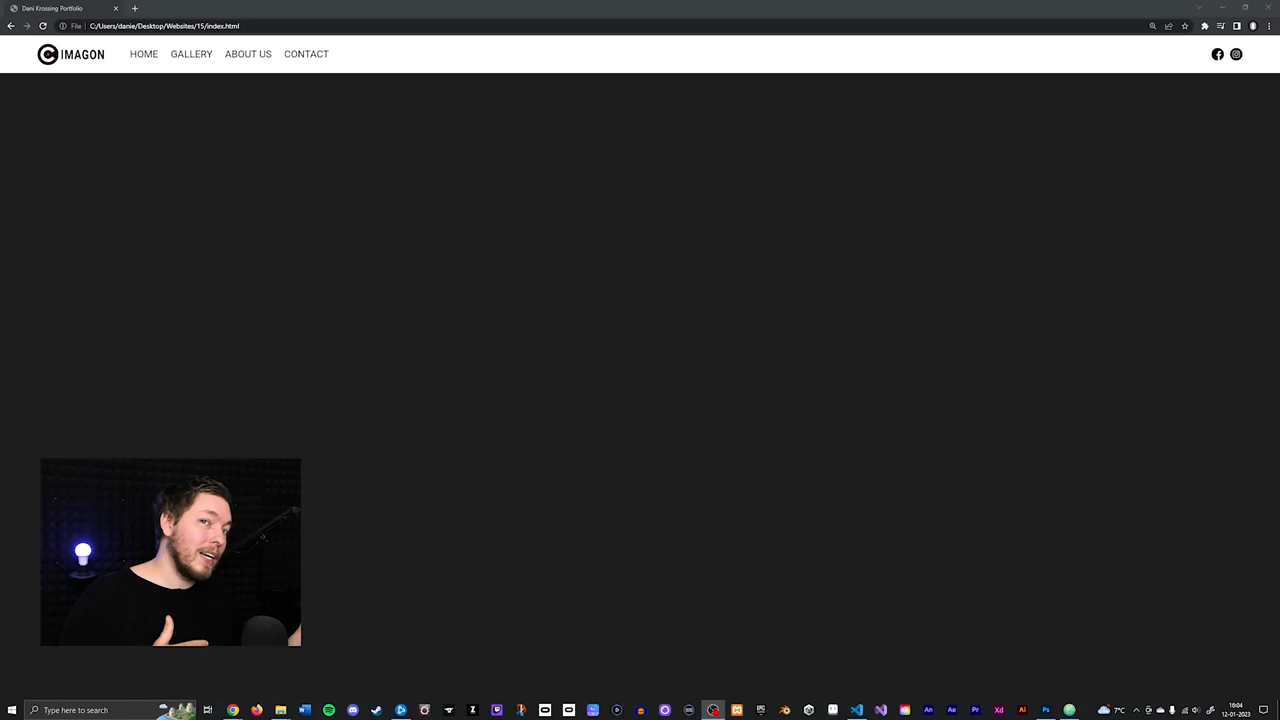 Dani Krossing Portfolio
File C:/Users/danie/Desktop/Websites/15/index.html
IMAGON HOME GALLERY ABOUT US CONTACT
Type here to search
7°C
16:04
12-01-2023